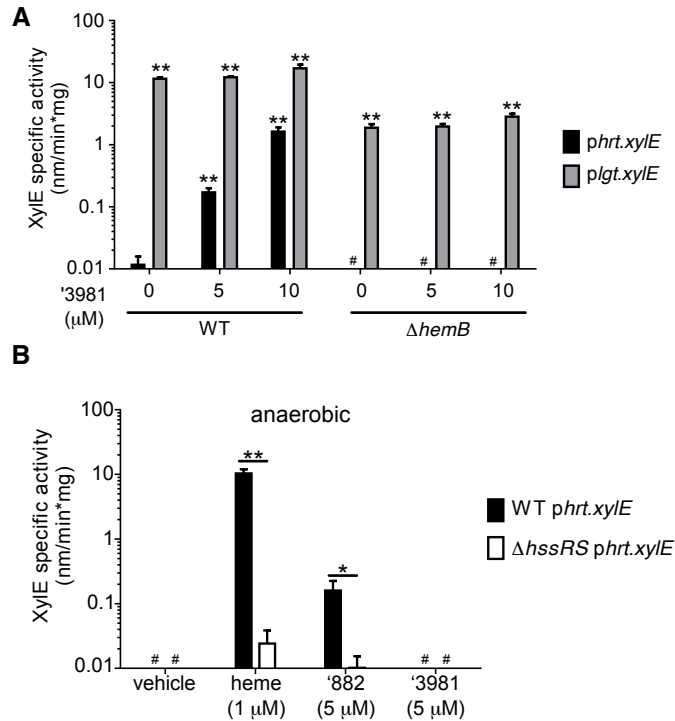 A
XylE specific activity
(nm/min*mg)
100
10
1
0.1
0.01
** ** ** ** ** ** ** **
# # #
'3981
(µM)
0 5 10 0 5 10
WT ΔhemB
phrt.xylE
plgt.xylE
B
anaerobic
XylE specific activity
(nm/min*mg)
100
10
1
0.1
0.01
**
*
# # # #
vehicle heme '882 '3981
(1 µM) (5 µM) (5 µM)
WT phrt.xylE
ΔhssRS phrt.xylE